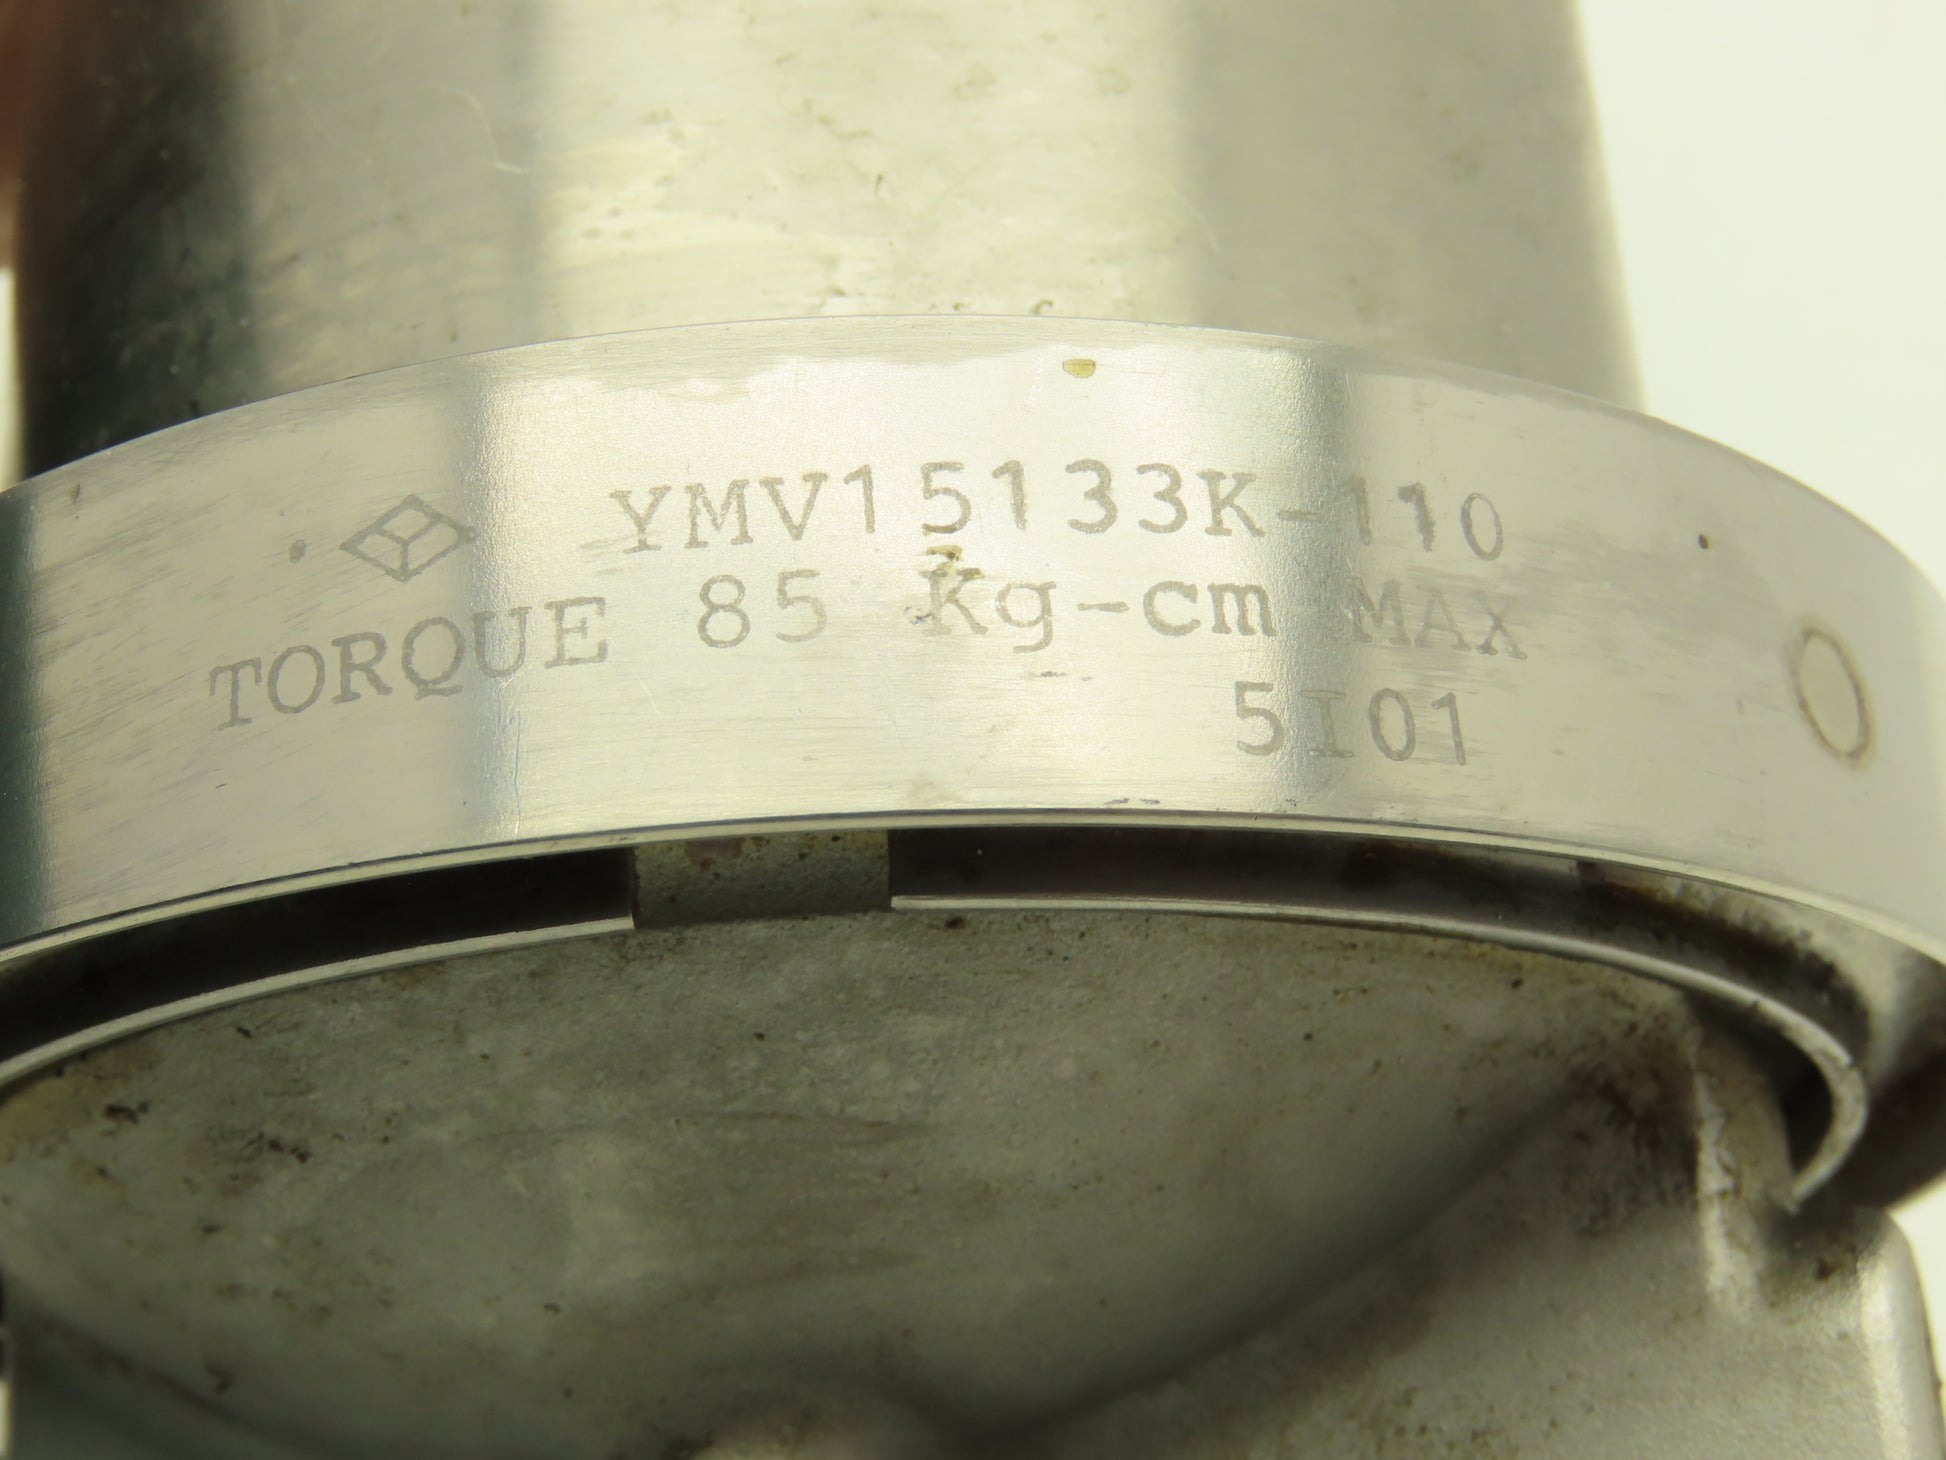 YMV15133K-110
TORQUE 85 Kg-cm MAX
5I01